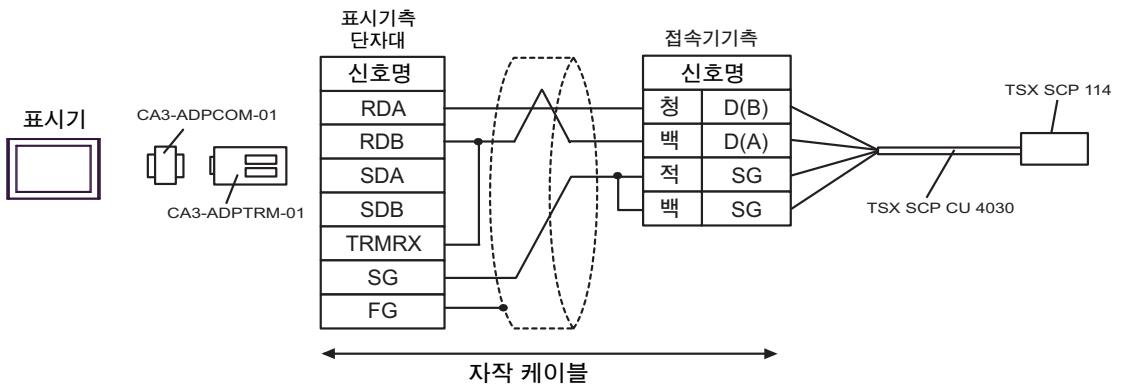 표시기
CA3-ADPCOM-01
CA3-ADPTRM-01
표시기측
단자대
신호명
RDA
RDB
SDA
SDB
TRMRX
SG
FG
접속기기측
신호명
청 D(B)
백 D(A)
적 SG
백 SG
TSX SCP 114
TSX SCP CU 4030
자작 케이블